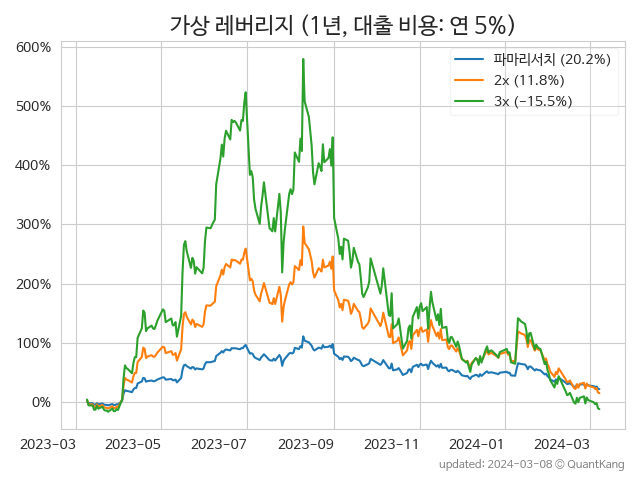 가상 레버리지 (1년, 대출 비용: 연 5%)
600%
500%
400%
300%
200%
100%
0%
파마리서치 (20.2%)
2x (11.8%)
3x (-15.5%)
2023-03
2023-05
2023-07
2023-09
2023-11
2024-01
2024-03
updated: 2024-03-08 © QuantKang